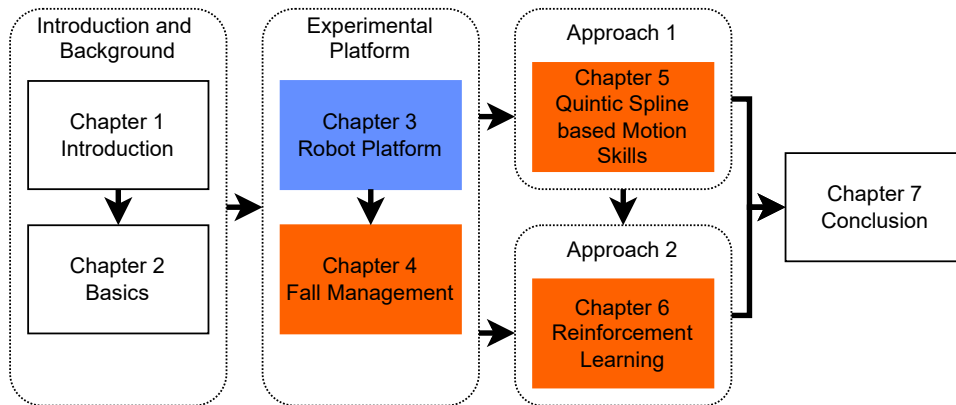 Introduction and
Background
Chapter 1
Introduction
Chapter 2
Basics
Experimental
Platform
Chapter 3
Robot Platform
Chapter 4
Fall Management
Approach 1
Chapter 5
Quintic Spline
based Motion
Skills
Approach 2
Chapter 6
Reinforcement
Learning
Chapter 7
Conclusion